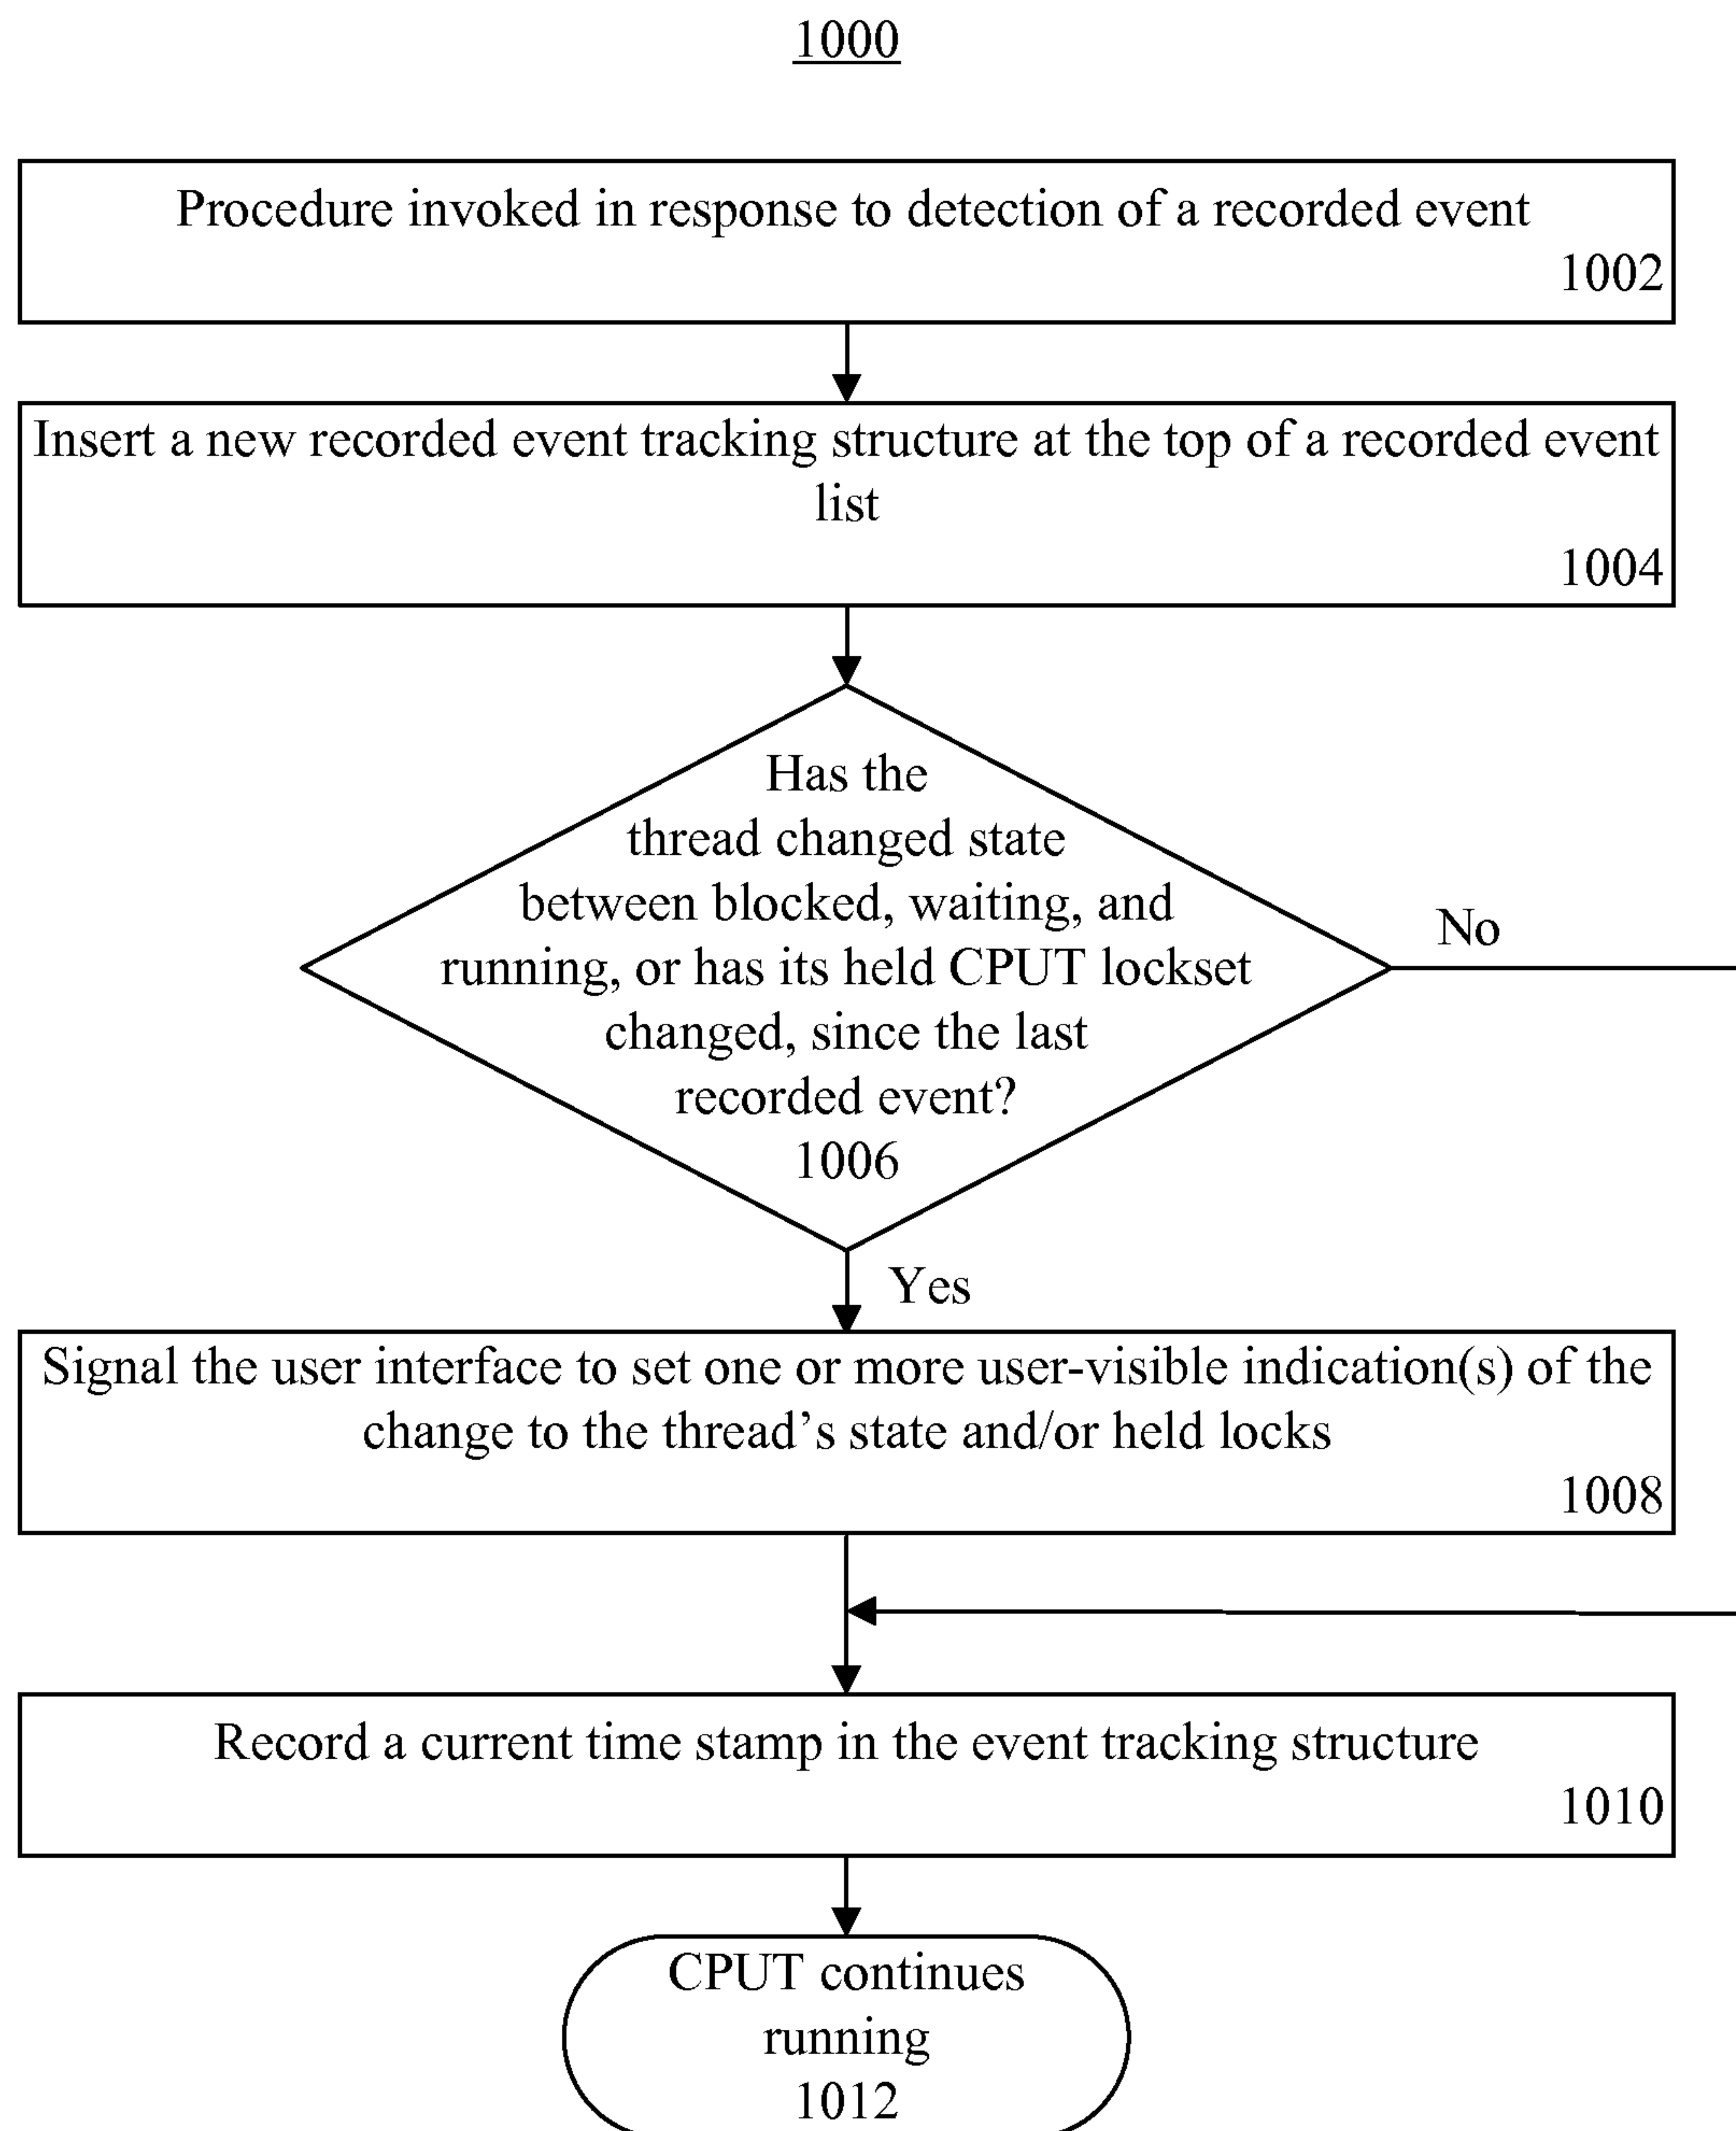 1000
Procedure invoked in response to detection of a recorded event
1002
Insert a new recorded event tracking structure at the top of a recorded event
list
1004
Has the
thread changed state
between blocked, waiting, and
running, or has its held CPUT lockset
changed, since the last
recorded event?
1006
No
Yes
Signal the user interface to set one or more user-visible indication(s) of the
change to the thread’s state and/or held locks
1008
Record a current time stamp in the event tracking structure
1010
CPUT continues
running
1012